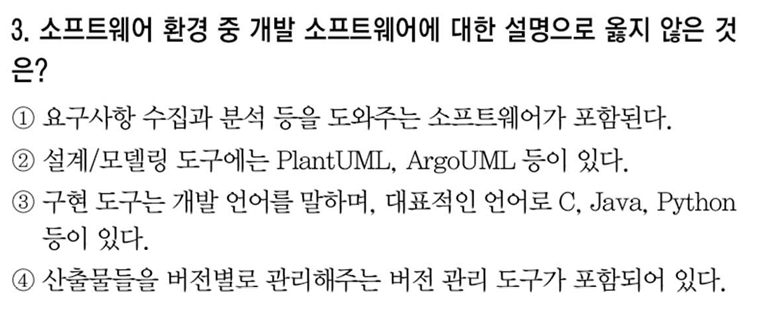 3. 소프트웨어 환경 중 개발 소프트웨어에 대한 설명으로 옳지 않은 것
은?
① 요구사항 수집과 분석 등을 도와주는 소프트웨어가 포함된다.
② 설계/모델링 도구에는 PlantUML, ArgoUML 등이 있다.
③ 구현 도구는 개발 언어를 말하며, 대표적인 언어로 C, Java, Python
등이 있다.
④ 산출물들을 버전별로 관리해주는 버전 관리 도구가 포함되어 있다.